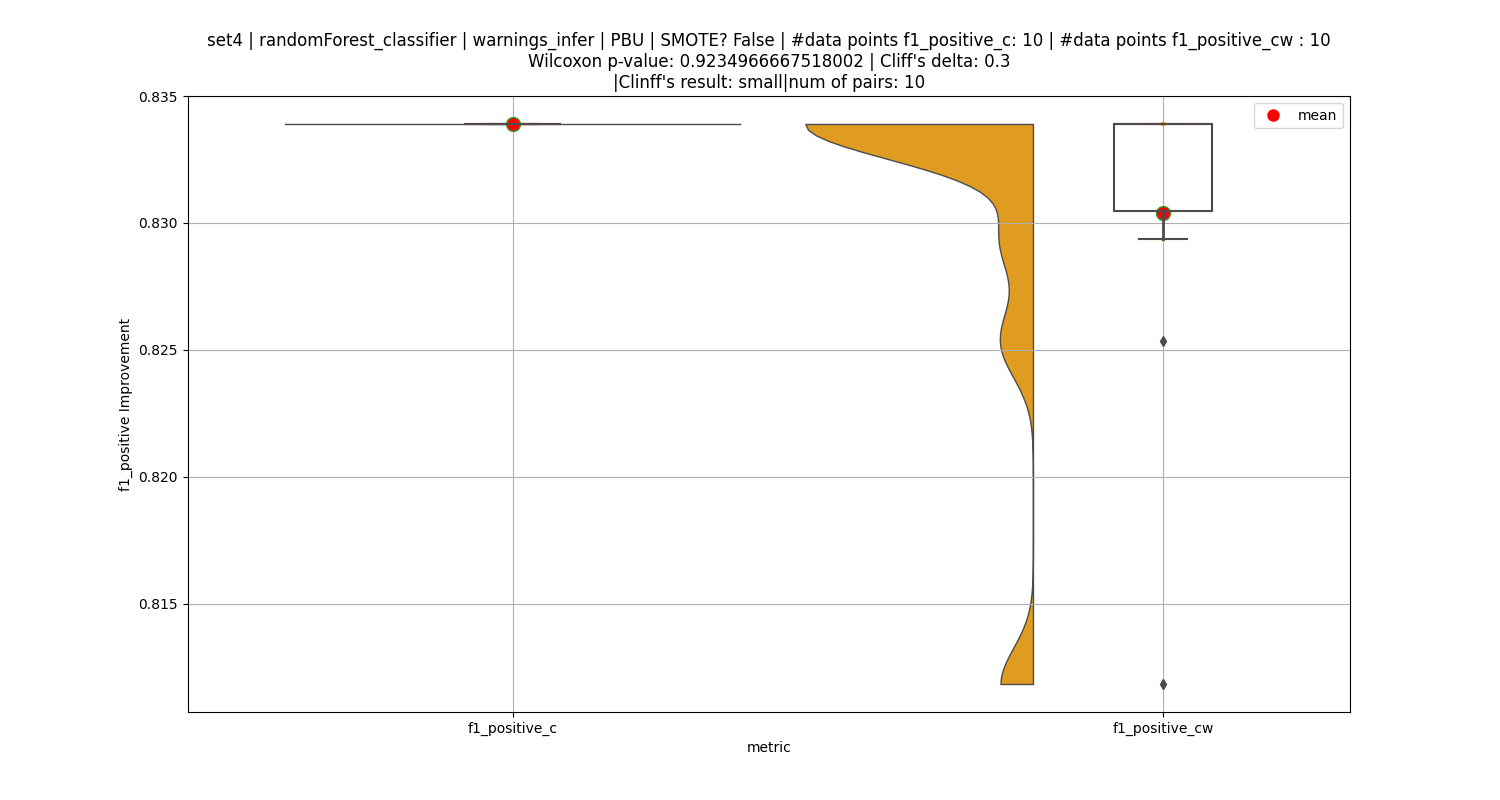 set4 | randomForest_classifier | warnings_infer | PBU | SMOTE? False | #data points f1_positive_c: 10 | #data points f1_positive_cw : 10
Wilcoxon p-value: 0.9234966667518002 | Cliff's delta: 0.3
|Clinff's result: small|num of pairs: 10
mean
0.835
0.830
0.825
0.820
0.815
f1_positive Improvement
f1_positive_c
f1_positive_cw
metric